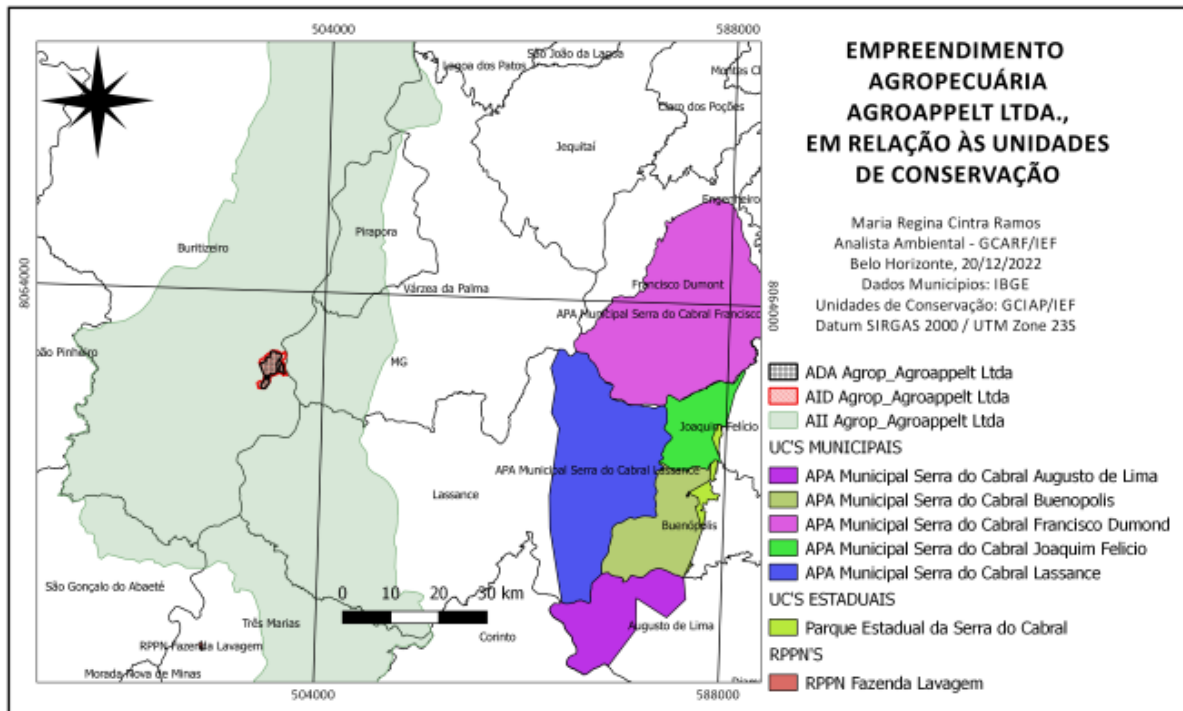 504000
588000
São João da Lagoa
Lagoa dos Patos
Montes Cl
Claro dos Poções
Jequitaí
Engenheiro
Pirapora
Buritizeiro
8064000
Várzea da Palma
Francisco Dumont
APA Municipal Serra do Cabral Francisco
8064000
oão Pinheiro
MG
Joaquim Felício
APA Municipal Serra do Cabral Lassance
Lassance
Buenópolis
0 10 20 30 km
São Gonçalo do Abaeté
Três Marias
Augusto de Lima
Corinto
RPPN Fazenda Lavagem
Morada Nova de Minas
Diam
504000
588000
EMPREENDIMENTO
AGROPECUÁRIA
AGROAPPELT LTDA.,
EM RELAÇÃO ÀS UNIDADES
DE CONSERVAÇÃO
Maria Regina Cintra Ramos
Analista Ambiental - GCARF/IEF
Belo Horizonte, 20/12/2022
Dados Municípios: IBGE
Unidades de Conservação: GCIAP/IEF
Datum SIRGAS 2000 / UTM Zone 23S
ADA Agrop_Agroappelt Ltda
AID Agrop_Agroappelt Ltda
AII Agrop_Agroappelt Ltda
UC'S MUNICIPAIS
APA Municipal Serra do Cabral Augusto de Lima
APA Municipal Serra do Cabral Buenopolis
APA Municipal Serra do Cabral Francisco Dumond
APA Municipal Serra do Cabral Joaquim Felicio
APA Municipal Serra do Cabral Lassance
UC'S ESTADUAIS
Parque Estadual da Serra do Cabral
RPPN'S
RPPN Fazenda Lavagem